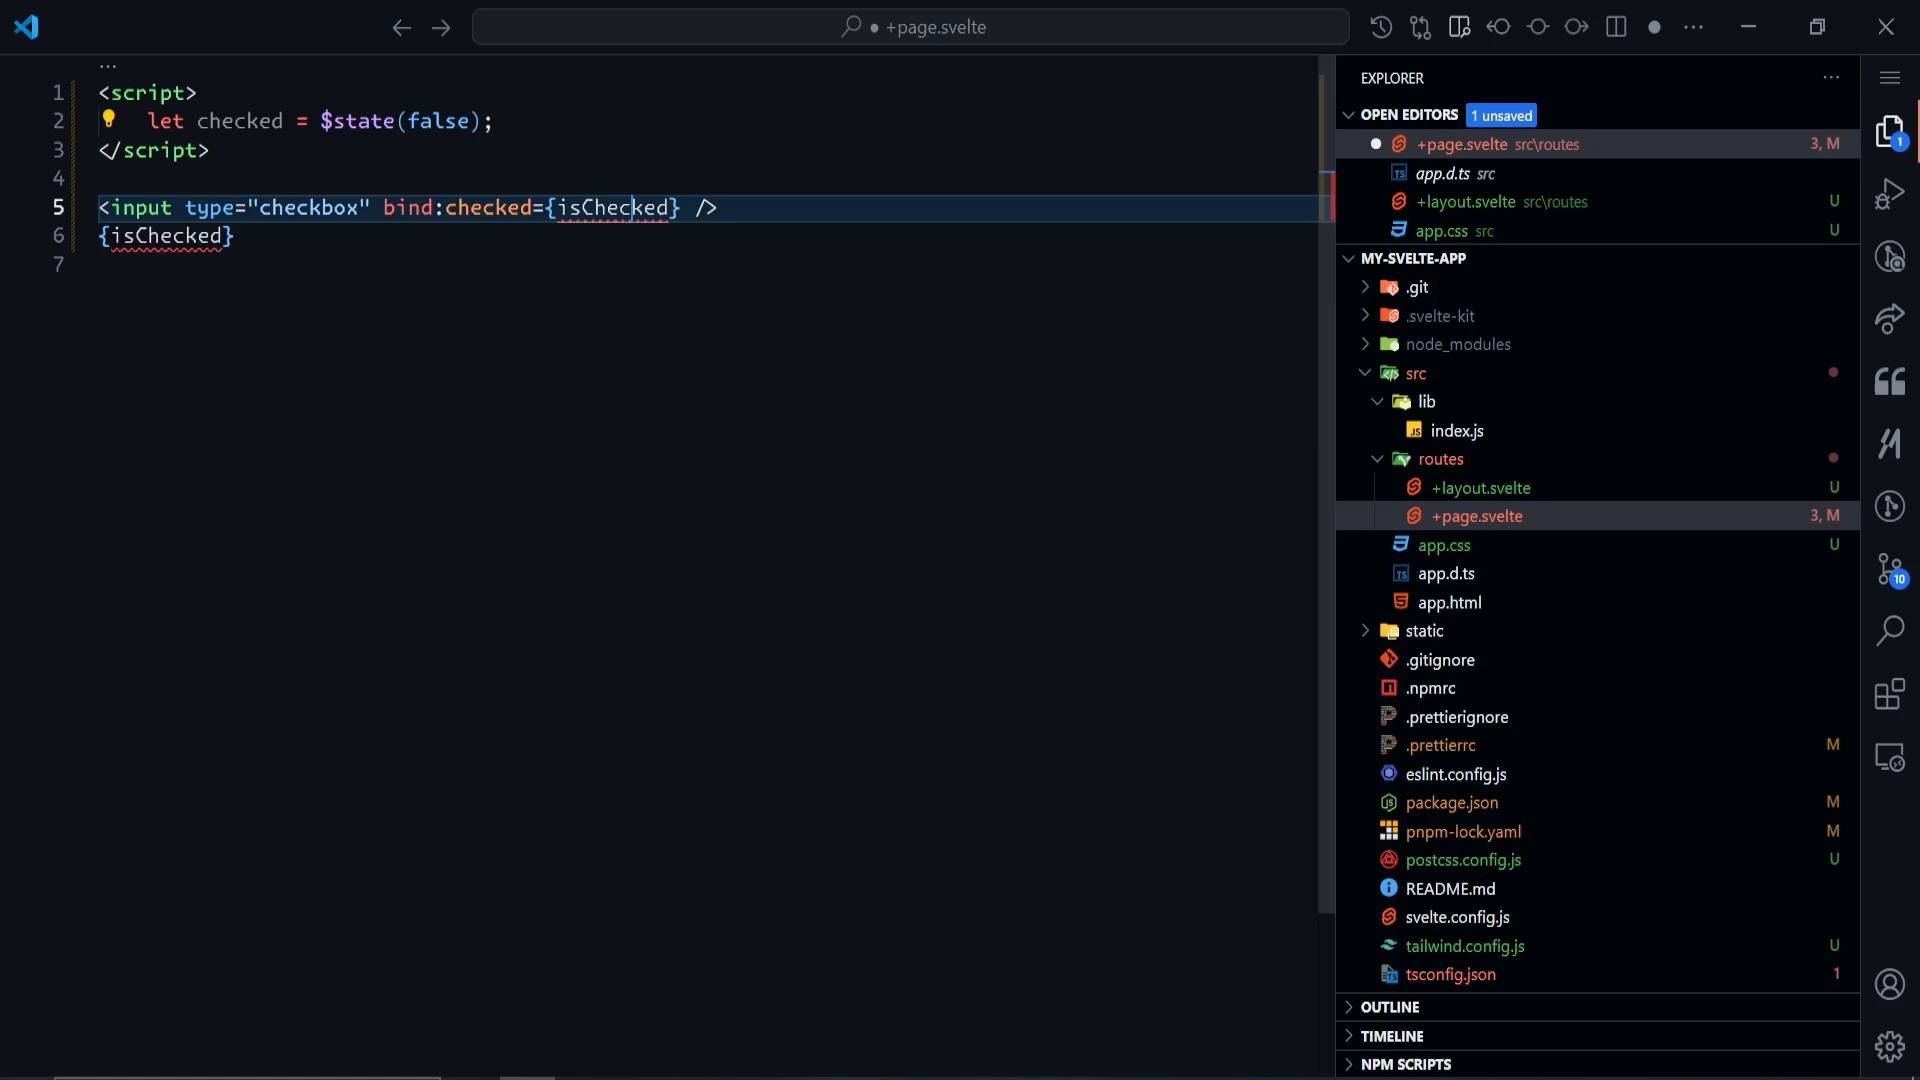 +page.svelte
1 <script>
2 let checked = $state(false);
3 </script>
4
5 <input type="checkbox" bind:checked={isChecked} />
6 {isChecked}
7
EXPLORER
OPEN EDITORS 1 unsaved
+page.svelte src\routes 3, M
app.d.ts src
+layout.svelte src\routes U
app.css src U
MY-SVELTE-APP
.git
.svelte-kit
node_modules
src
lib
index.js
routes
+layout.svelte U
+page.svelte 3, M
app.css U
app.d.ts
app.html
static
.gitignore
.npmrc
.prettierignore
.prettierrc M
eslint.config.js
package.json M
pnpm-lock.yaml M
postcss.config.js U
README.md
svelte.config.js
tailwind.config.js U
tsconfig.json 1
OUTLINE
TIMELINE
NPM SCRIPTS
1
10